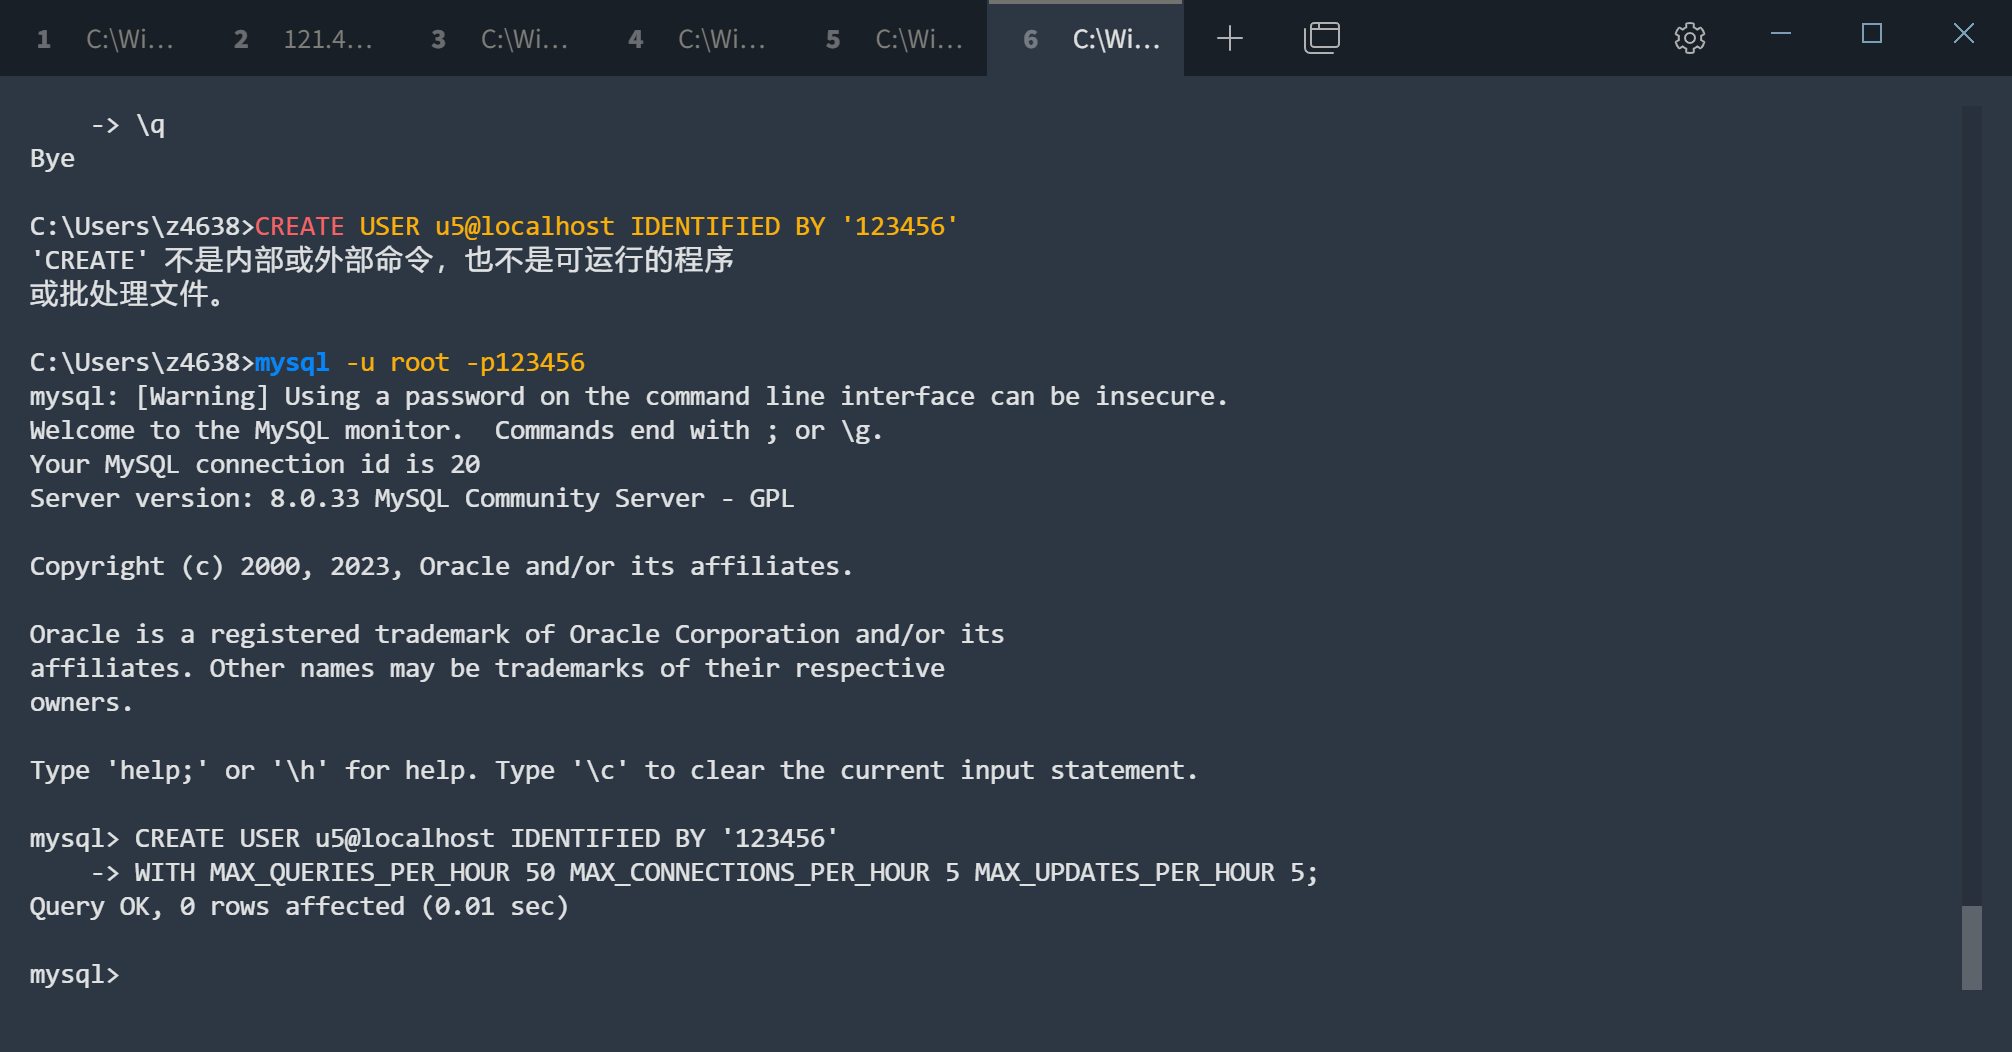 1 C:\Wi... 2 121.4... 3 C:\Wi... 4 C:\Wi... 5 C:\Wi... 6 C:\Wi...
-> \q
Bye
C:\Users\z4638>CREATE USER u5@localhost IDENTIFIED BY '123456'
'CREATE' 不是内部或外部命令，也不是可运行的程序
或批处理文件。
C:\Users\z4638>mysql -u root -p123456
mysql: [Warning] Using a password on the command line interface can be insecure.
Welcome to the MySQL monitor.  Commands end with ; or \g.
Your MySQL connection id is 20
Server version: 8.0.33 MySQL Community Server - GPL
Copyright (c) 2000, 2023, Oracle and/or its affiliates.
Oracle is a registered trademark of Oracle Corporation and/or its
affiliates. Other names may be trademarks of their respective
owners.
Type 'help;' or '\h' for help. Type '\c' to clear the current input statement.
mysql> CREATE USER u5@localhost IDENTIFIED BY '123456'
-> WITH MAX_QUERIES_PER_HOUR 50 MAX_CONNECTIONS_PER_HOUR 5 MAX_UPDATES_PER_HOUR 5;
Query OK, 0 rows affected (0.01 sec)
mysql>